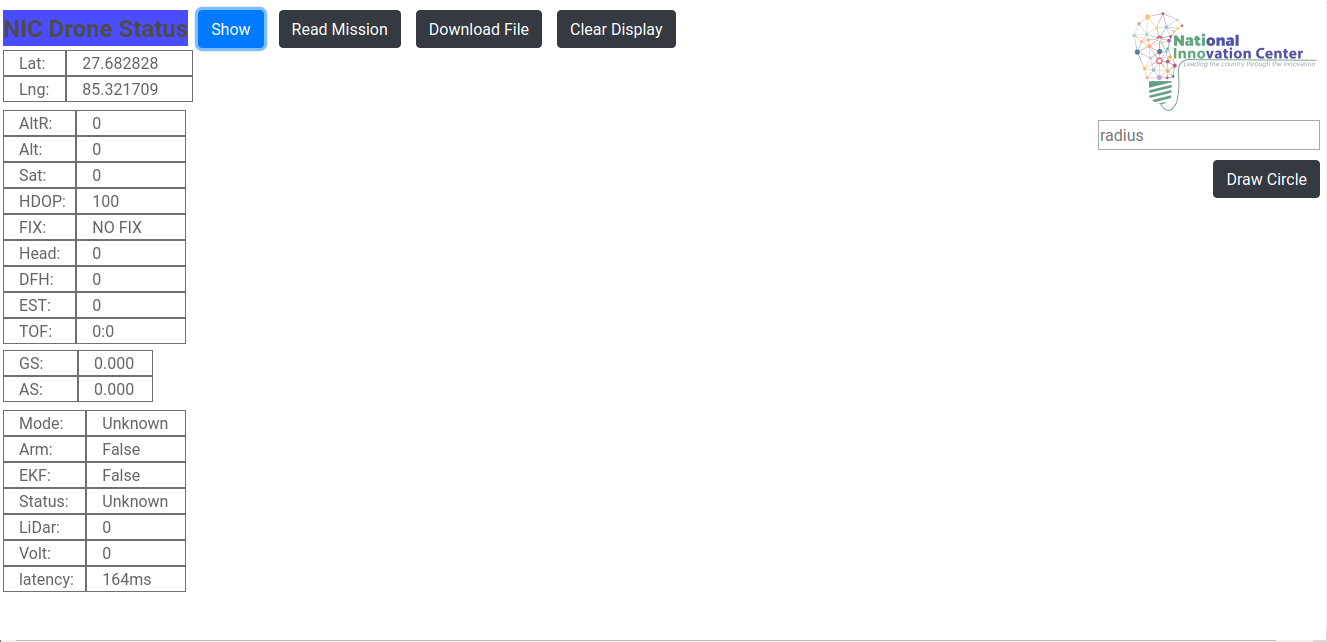 NIC Drone Status Show Read Mission Download File Clear Display
National
Innovation Center
Leading the country through the innovation
Lat: 27.682828
Lng: 85.321709
AltR: 0
radius
Alt: 0
Sat: 0
Draw Circle
HDOP: 100
FIX: NO FIX
Head: 0
DFH: 0
EST: 0
TOF: 0:0
GS: 0.000
AS: 0.000
Mode: Unknown
Arm: False
EKF: False
Status: Unknown
LiDar: 0
Volt: 0
latency: 164ms